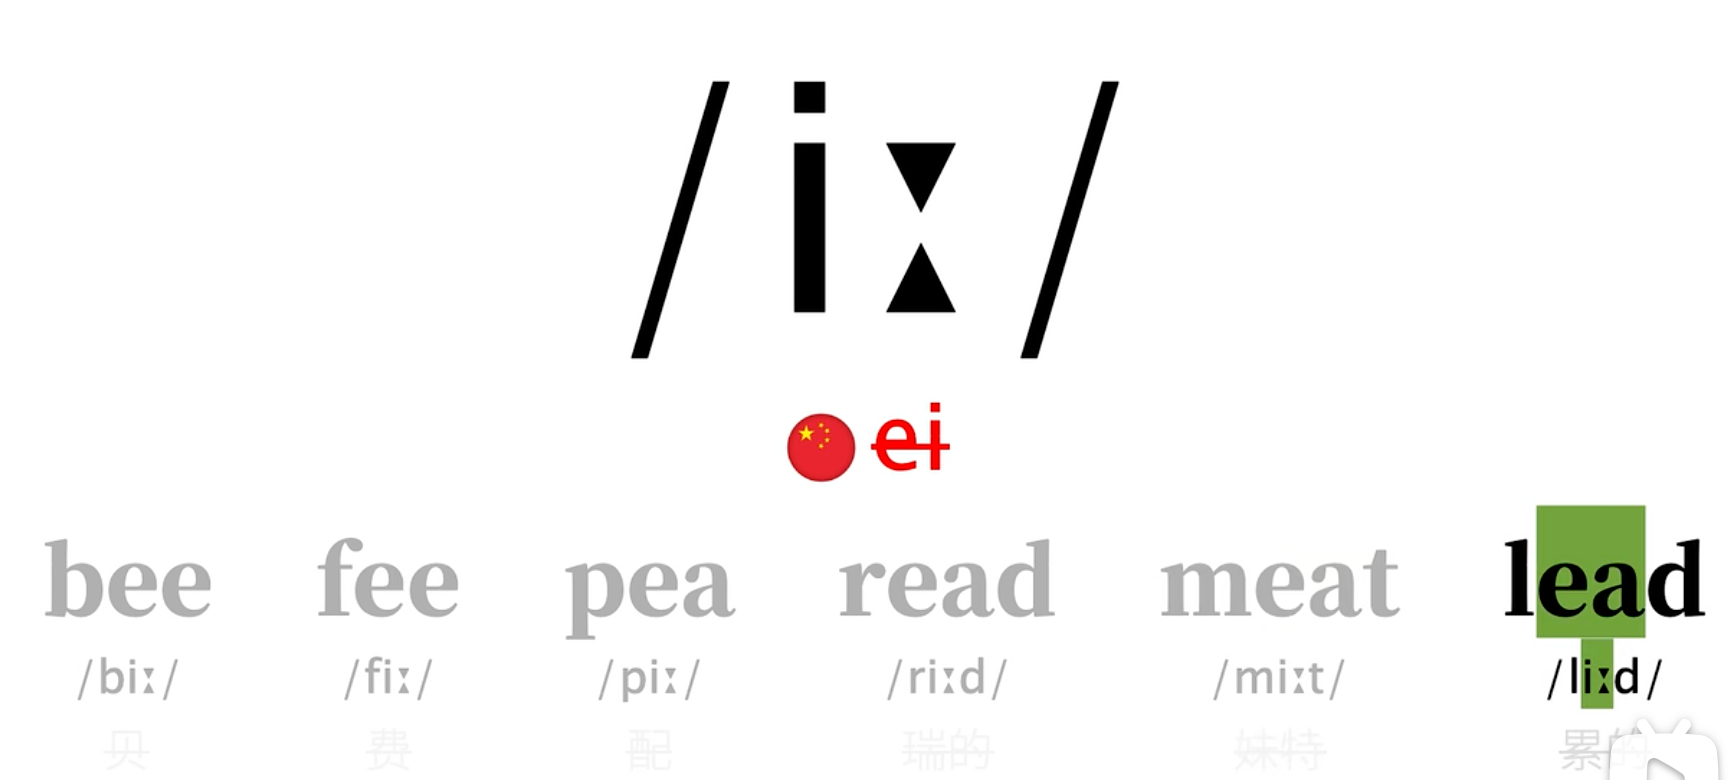 /iː/
ei
bee fee pea read meat lead
/biː/ /fiː/ /piː/ /riːd/ /miːt/ /liːd/
贝 费 配 瑞的 妹特 累的